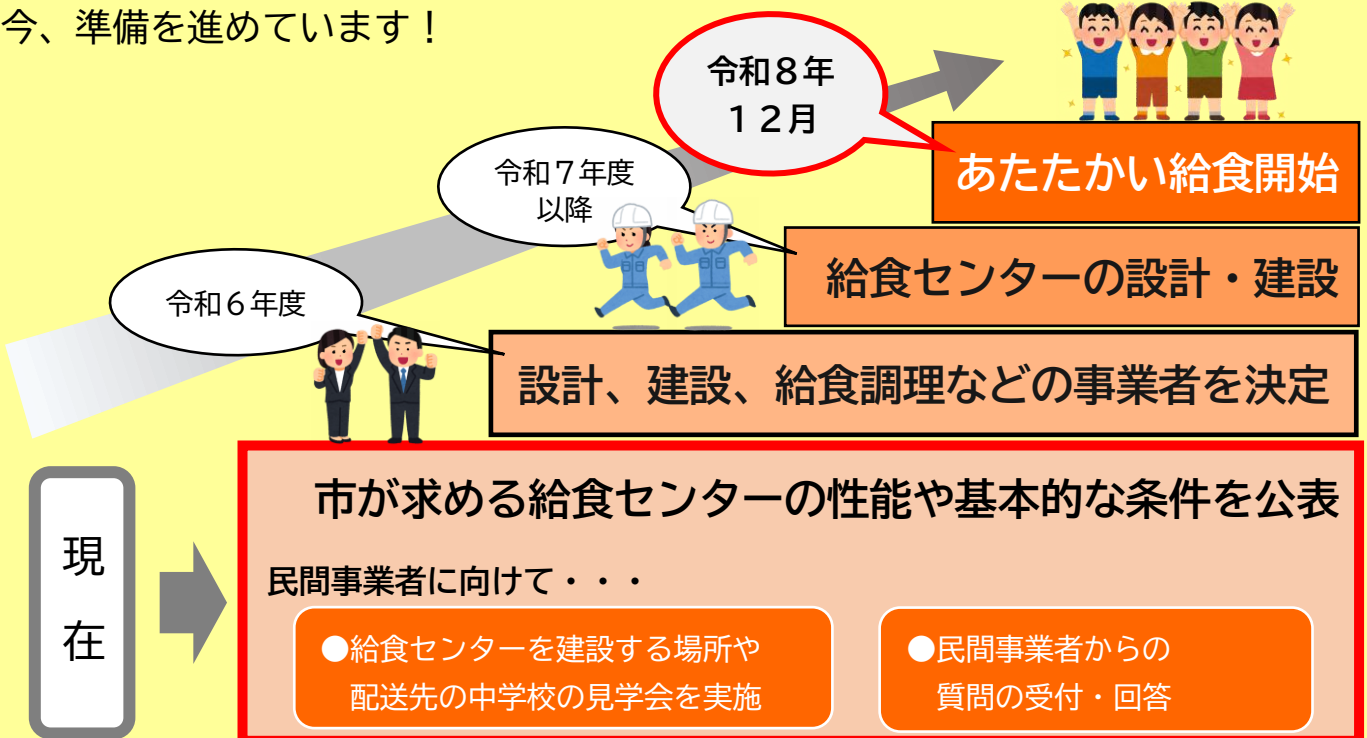 今、準備を進めています！
令和８年
１２月
あたたかい給食開始
令和７年度
以降
給食センターの設計・建設
令和６年度
設計、建設、給食調理などの事業者を決定
現
在
市が求める給食センターの性能や基本的な条件を公表
民間事業者に向けて・・・
●給食センターを建設する場所や
配送先の中学校の見学会を実施
●民間事業者からの
質問の受付・回答